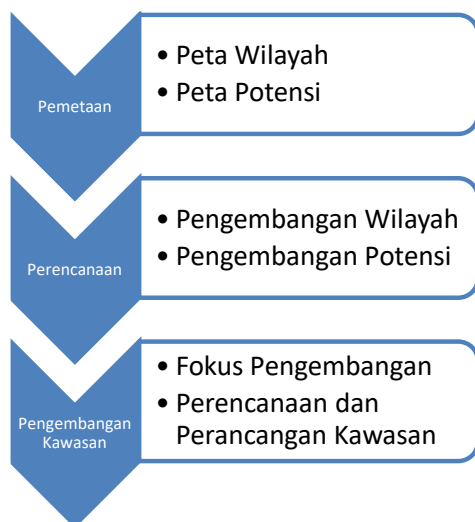 Pemetaan
• Peta Wilayah
• Peta Potensi
Perencanaan
• Pengembangan Wilayah
• Pengembangan Potensi
Pengembangan
Kawasan
• Fokus Pengembangan
• Perencanaan dan
Perancangan Kawasan